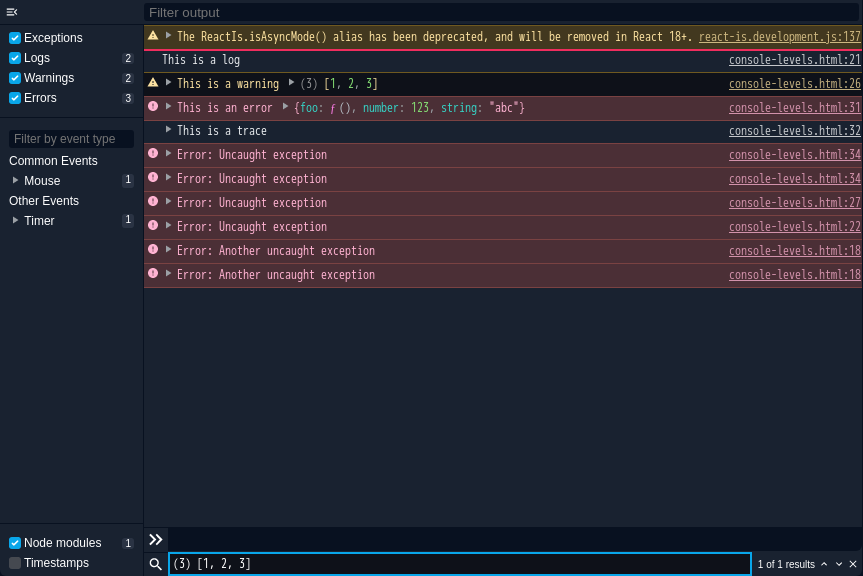 Filter output
Exceptions
Logs 2
Warnings 2
Errors 3
Filter by event type
Common Events
Mouse 1
Other Events
Timer 1
Node modules 1
Timestamps
The ReactIs.isAsyncMode() alias has been deprecated, and will be removed in React 18+. react-is.development.js:137
This is a log console-levels.html:21
This is a warning (3) [1, 2, 3] console-levels.html:26
This is an error {foo: ƒ (), number: 123, string: "abc"} console-levels.html:31
This is a trace console-levels.html:32
Error: Uncaught exception console-levels.html:34
Error: Uncaught exception console-levels.html:34
Error: Uncaught exception console-levels.html:27
Error: Uncaught exception console-levels.html:22
Error: Another uncaught exception console-levels.html:18
Error: Another uncaught exception console-levels.html:18
(3) [1, 2, 3] 1 of 1 results